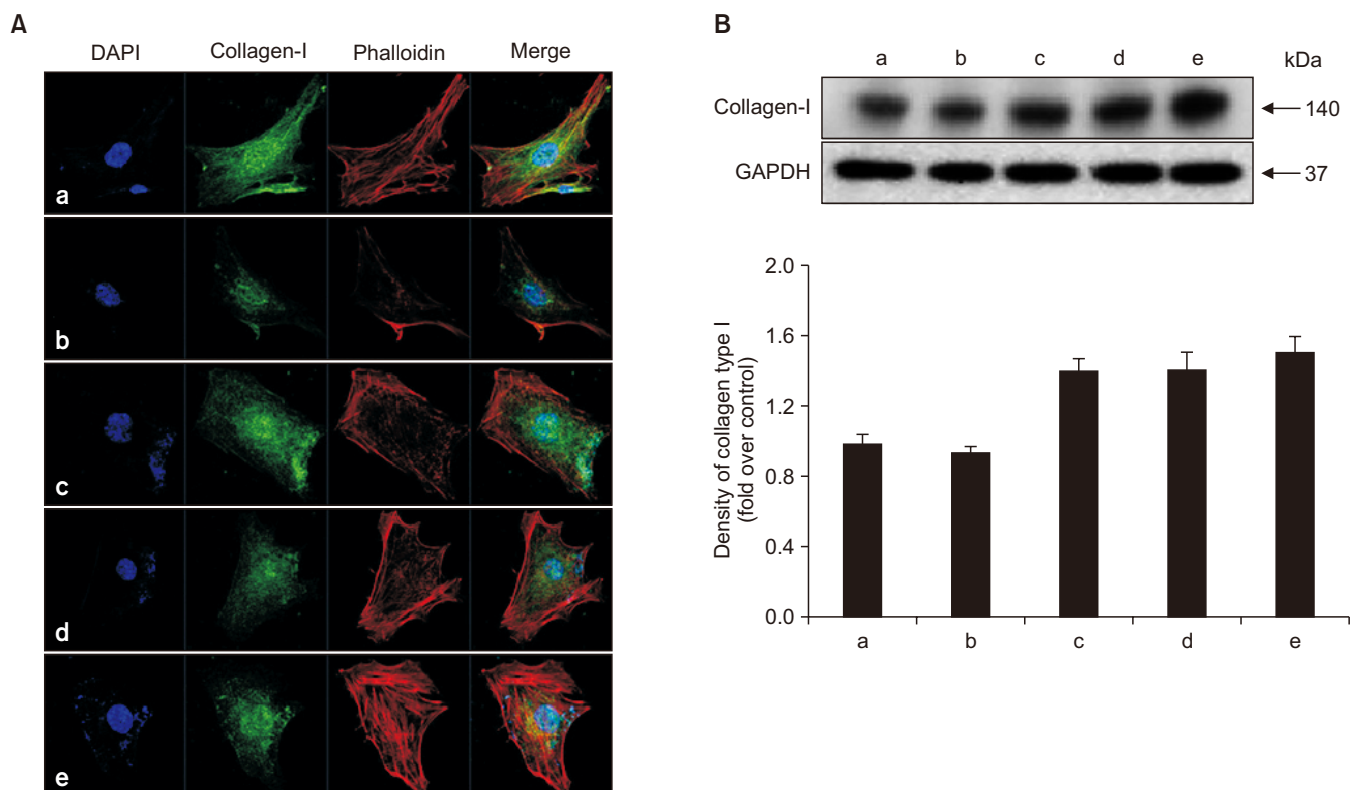 A
DAPI Collagen-I Phalloidin Merge
a
b
c
d
e
B
a b c d e kDa
Collagen-I 140
GAPDH 37
Density of collagen type I
(fold over control)
2.0
1.6
1.2
0.8
0.4
0.0
a b c d e